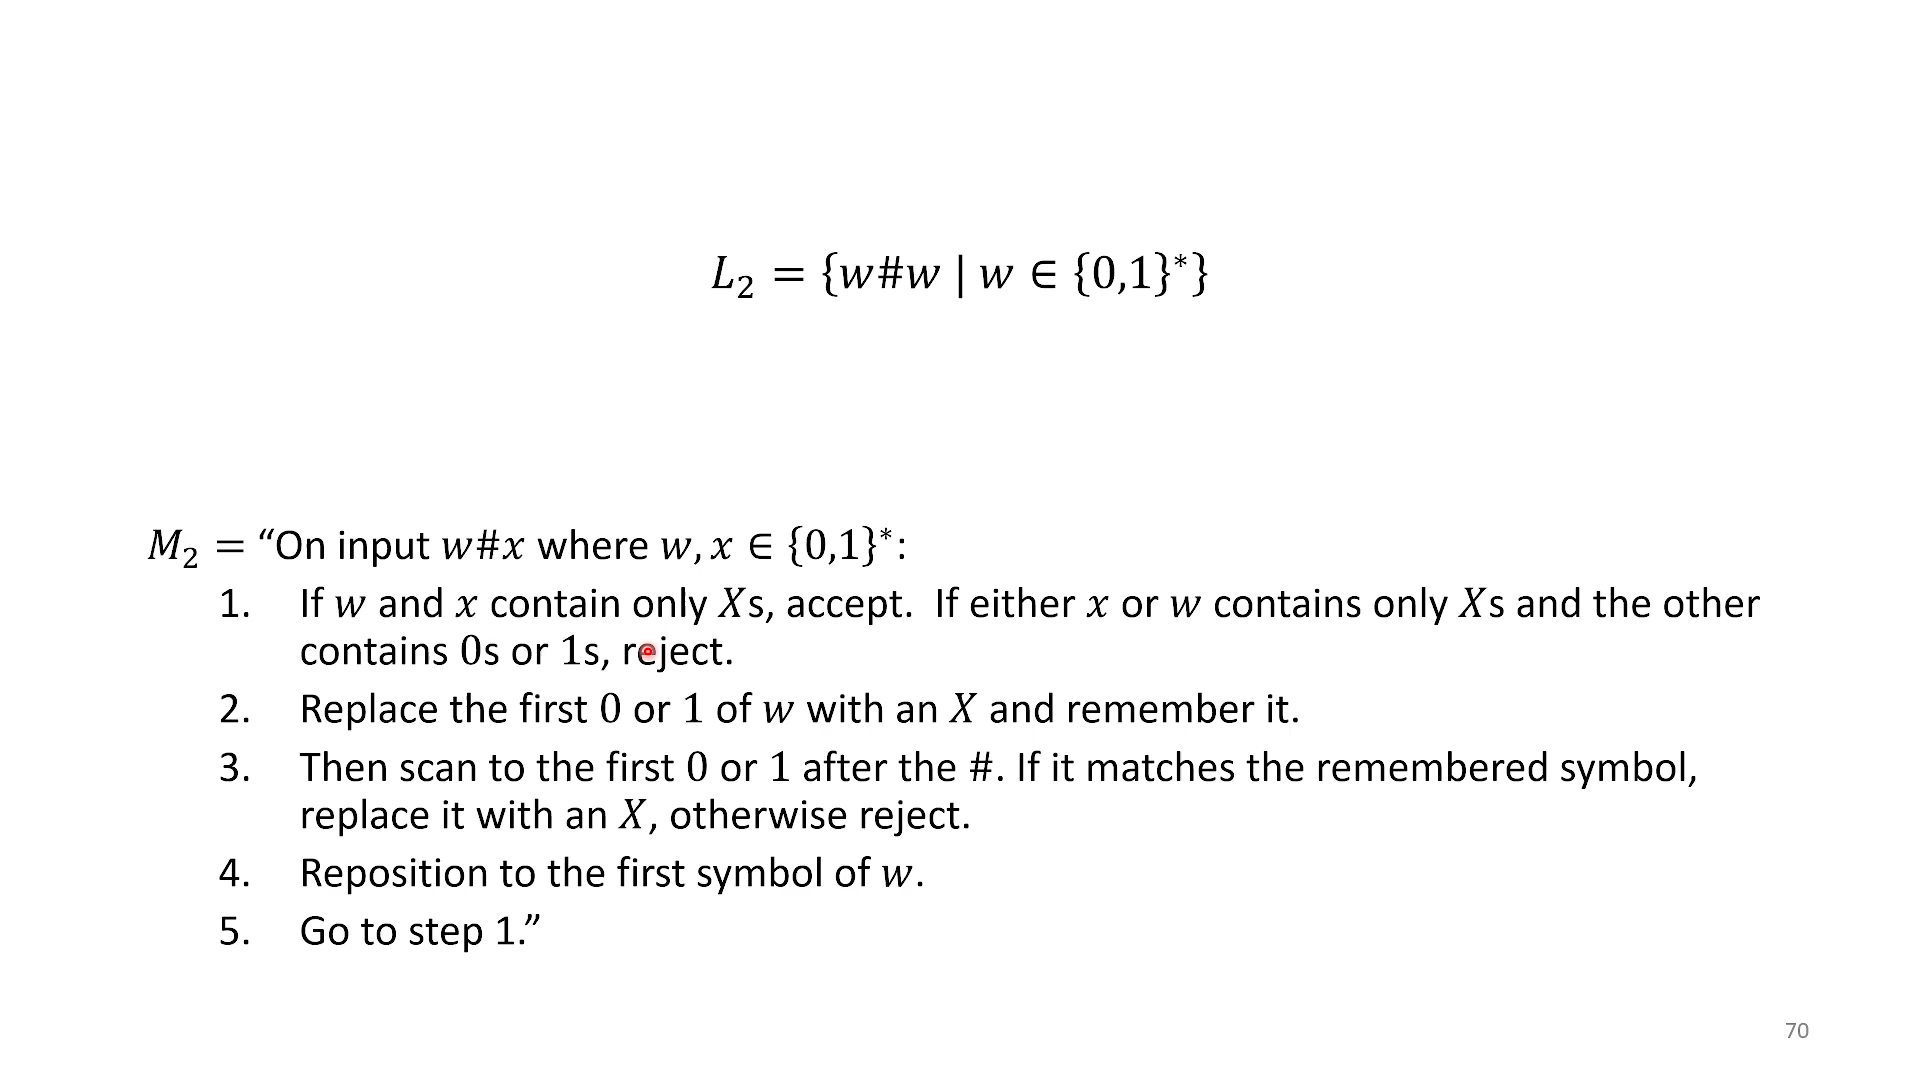 L₂ = {w#w | w ∈ {0,1}*}
M₂ = “On input w#x where w, x ∈ {0,1}*:
1. If w and x contain only Xs, accept. If either x or w contains only Xs and the other
contains 0s or 1s, reject.
2. Replace the first 0 or 1 of w with an X and remember it.
3. Then scan to the first 0 or 1 after the #. If it matches the remembered symbol,
replace it with an X, otherwise reject.
4. Reposition to the first symbol of w.
5. Go to step 1.”
70